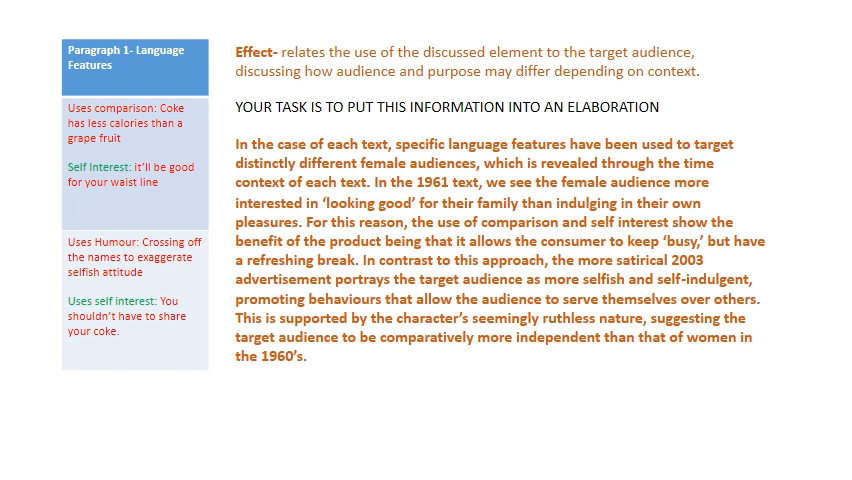 Paragraph 1- Language
Features
Uses comparison: Coke
has less calories than a
grape fruit
Self Interest: it'll be good
for your waist line
Uses Humour: Crossing off
the names to exaggerate
selfish attitude
Uses self interest: You
shouldn't have to share
your coke.
Effect- relates the use of the discussed element to the target audience,
discussing how audience and purpose may differ depending on context.
YOUR TASK IS TO PUT THIS INFORMATION INTO AN ELABORATION
In the case of each text, specific language features have been used to target
distinctly different female audiences, which is revealed through the time
context of each text. In the 1961 text, we see the female audience more
interested in ‘looking good’ for their family than indulging in their own
pleasures. For this reason, the use of comparison and self interest show the
benefit of the product being that it allows the consumer to keep ‘busy,’ but have
a refreshing break. In contrast to this approach, the more satirical 2003
advertisement portrays the target audience as more selfish and self-indulgent,
promoting behaviours that allow the audience to serve themselves over others.
This is supported by the character’s seemingly ruthless nature, suggesting the
target audience to be comparatively more independent than that of women in
the 1960’s.